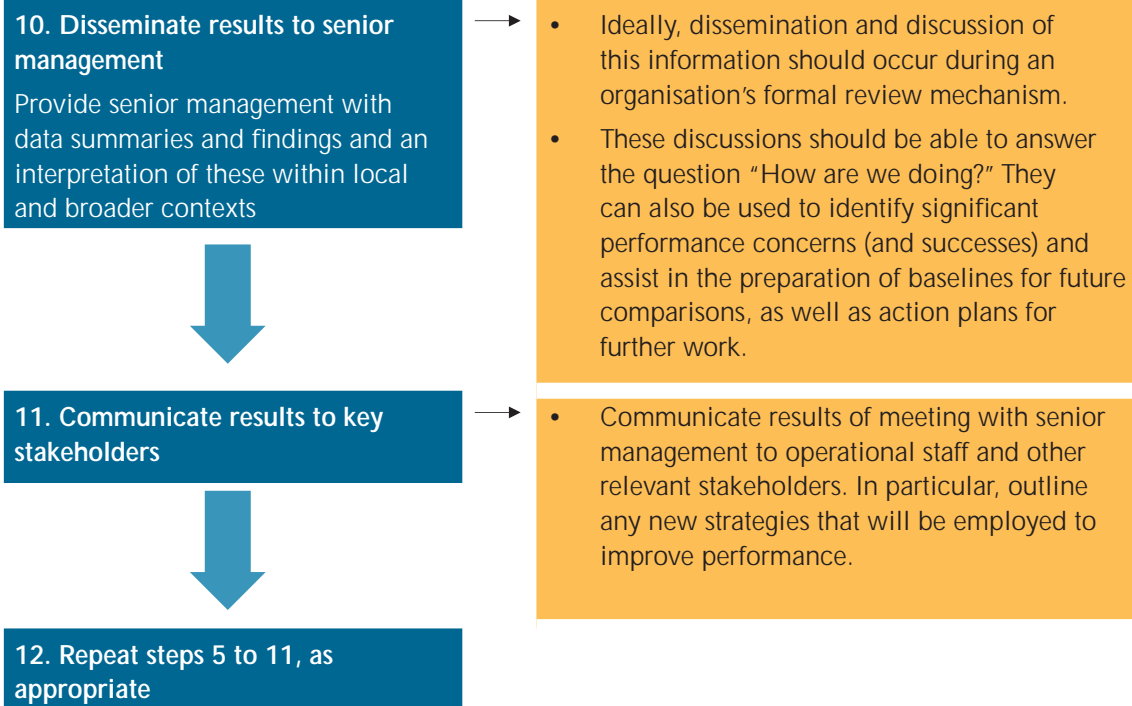 10. Disseminate results to senior
management
Provide senior management with
data summaries and findings and an
interpretation of these within local
and broader contexts
• Ideally, dissemination and discussion of
this information should occur during an
organisation's formal review mechanism.
• These discussions should be able to answer
the question “How are we doing?” They
can also be used to identify significant
performance concerns (and successes) and
assist in the preparation of baselines for future
comparisons, as well as action plans for
further work.
11. Communicate results to key
stakeholders
• Communicate results of meeting with senior
management to operational staff and other
relevant stakeholders. In particular, outline
any new strategies that will be employed to
improve performance.
12. Repeat steps 5 to 11, as
appropriate